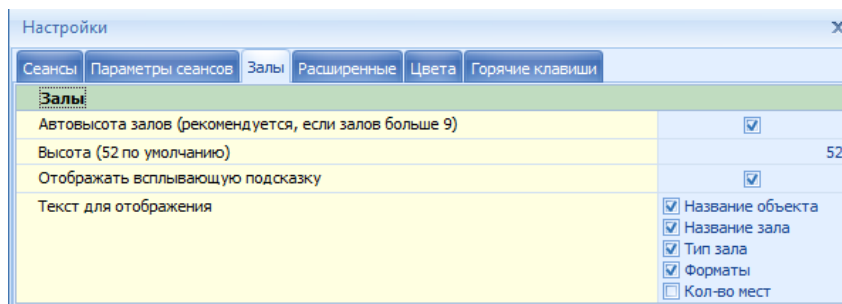 Настройки
Сеансы Параметры сеансов Залы Расширенные Цвета Горячие клавиши
Залы
Автовысота залов (рекомендуется, если залов больше 9)
Высота (52 по умолчанию) 52
Отображать всплывающую подсказку
Текст для отображения Название объекта
Название зала
Тип зала
Форматы
Кол-во мест